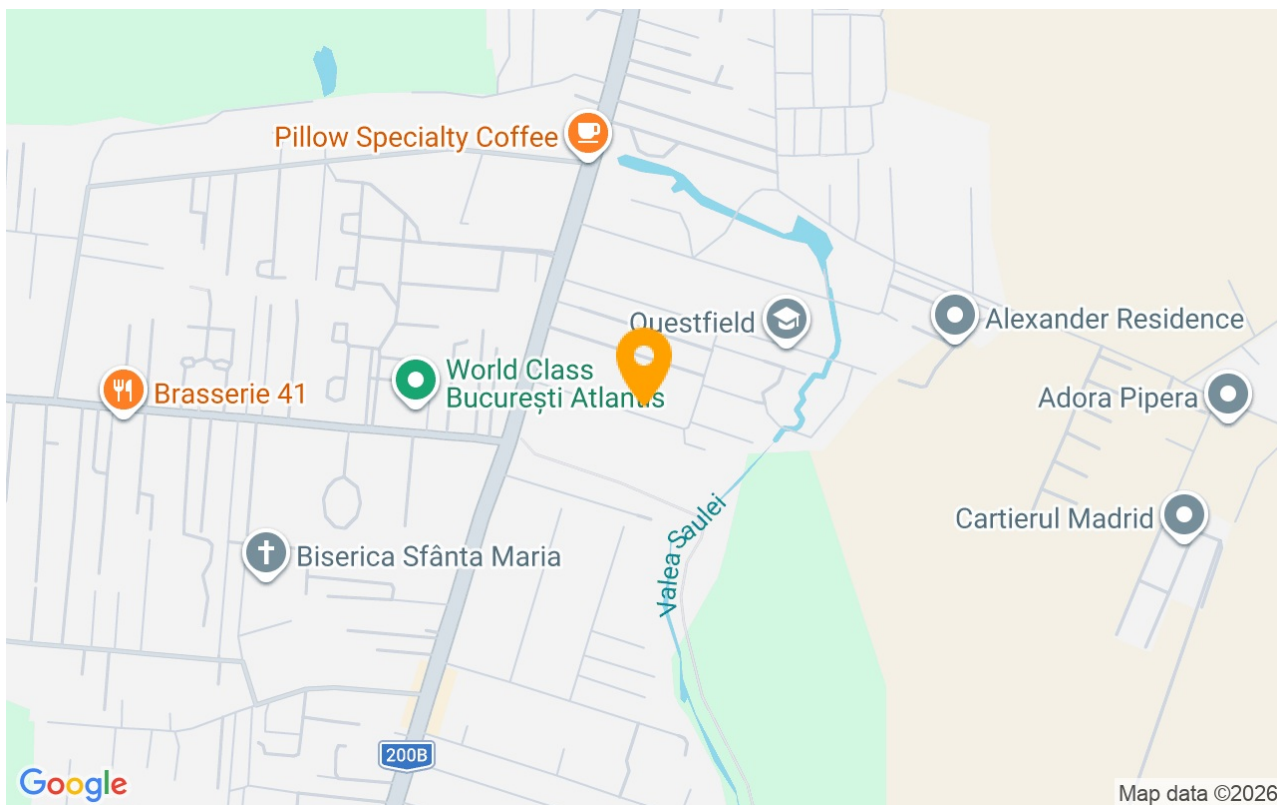 Pillow Specialty Coffee
Questfield
Alexander Residence
World Class
București Atlantis
Brasserie 41
Adora Pipera
Cartierul Madrid
Valea Saulei
Biserica Sfânta Maria
200B
Google
Map data ©2026